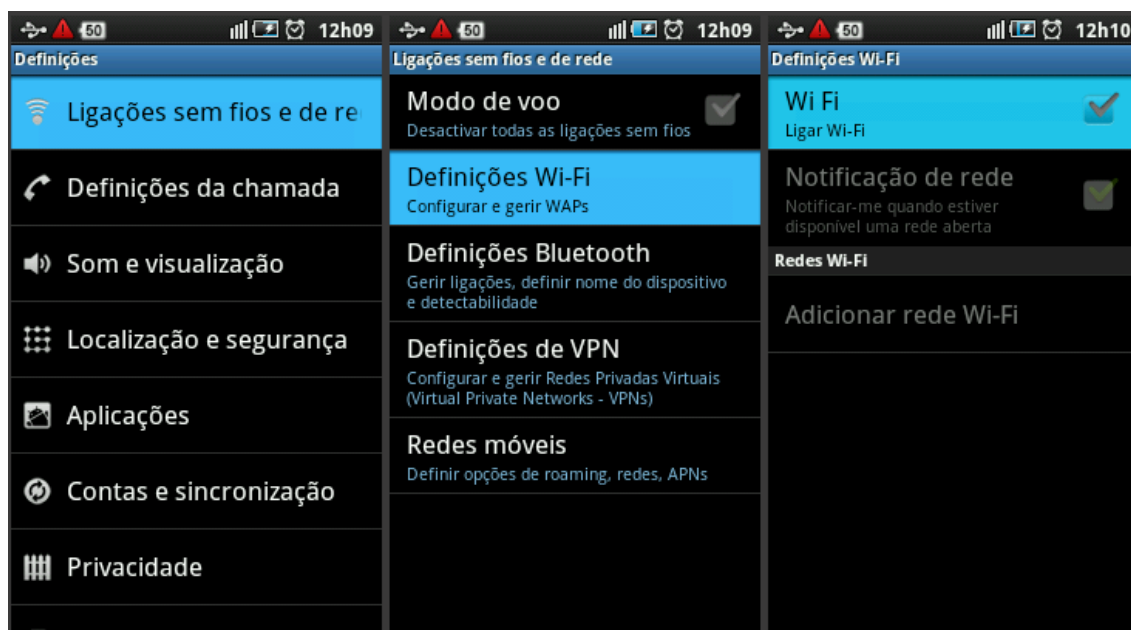 50
12h09
Definições
Ligações sem fios e de re
Definições da chamada
Som e visualização
Localização e segurança
Aplicações
Contas e sincronização
Privacidade
50
12h09
Ligações sem fios e de rede
Modo de voo
Desactivar todas as ligações sem fios
Definições Wi-Fi
Configurar e gerir WAPs
Definições Bluetooth
Gerir ligações, definir nome do dispositivo
e detectabilidade
Definições de VPN
Configurar e gerir Redes Privadas Virtuais
(Virtual Private Networks - VPNs)
Redes móveis
Definir opções de roaming, redes, APNs
50
12h10
Definições Wi-Fi
Wi Fi
Ligar Wi-Fi
Notificação de rede
Notificar-me quando estiver
disponível uma rede aberta
Redes Wi-Fi
Adicionar rede Wi-Fi